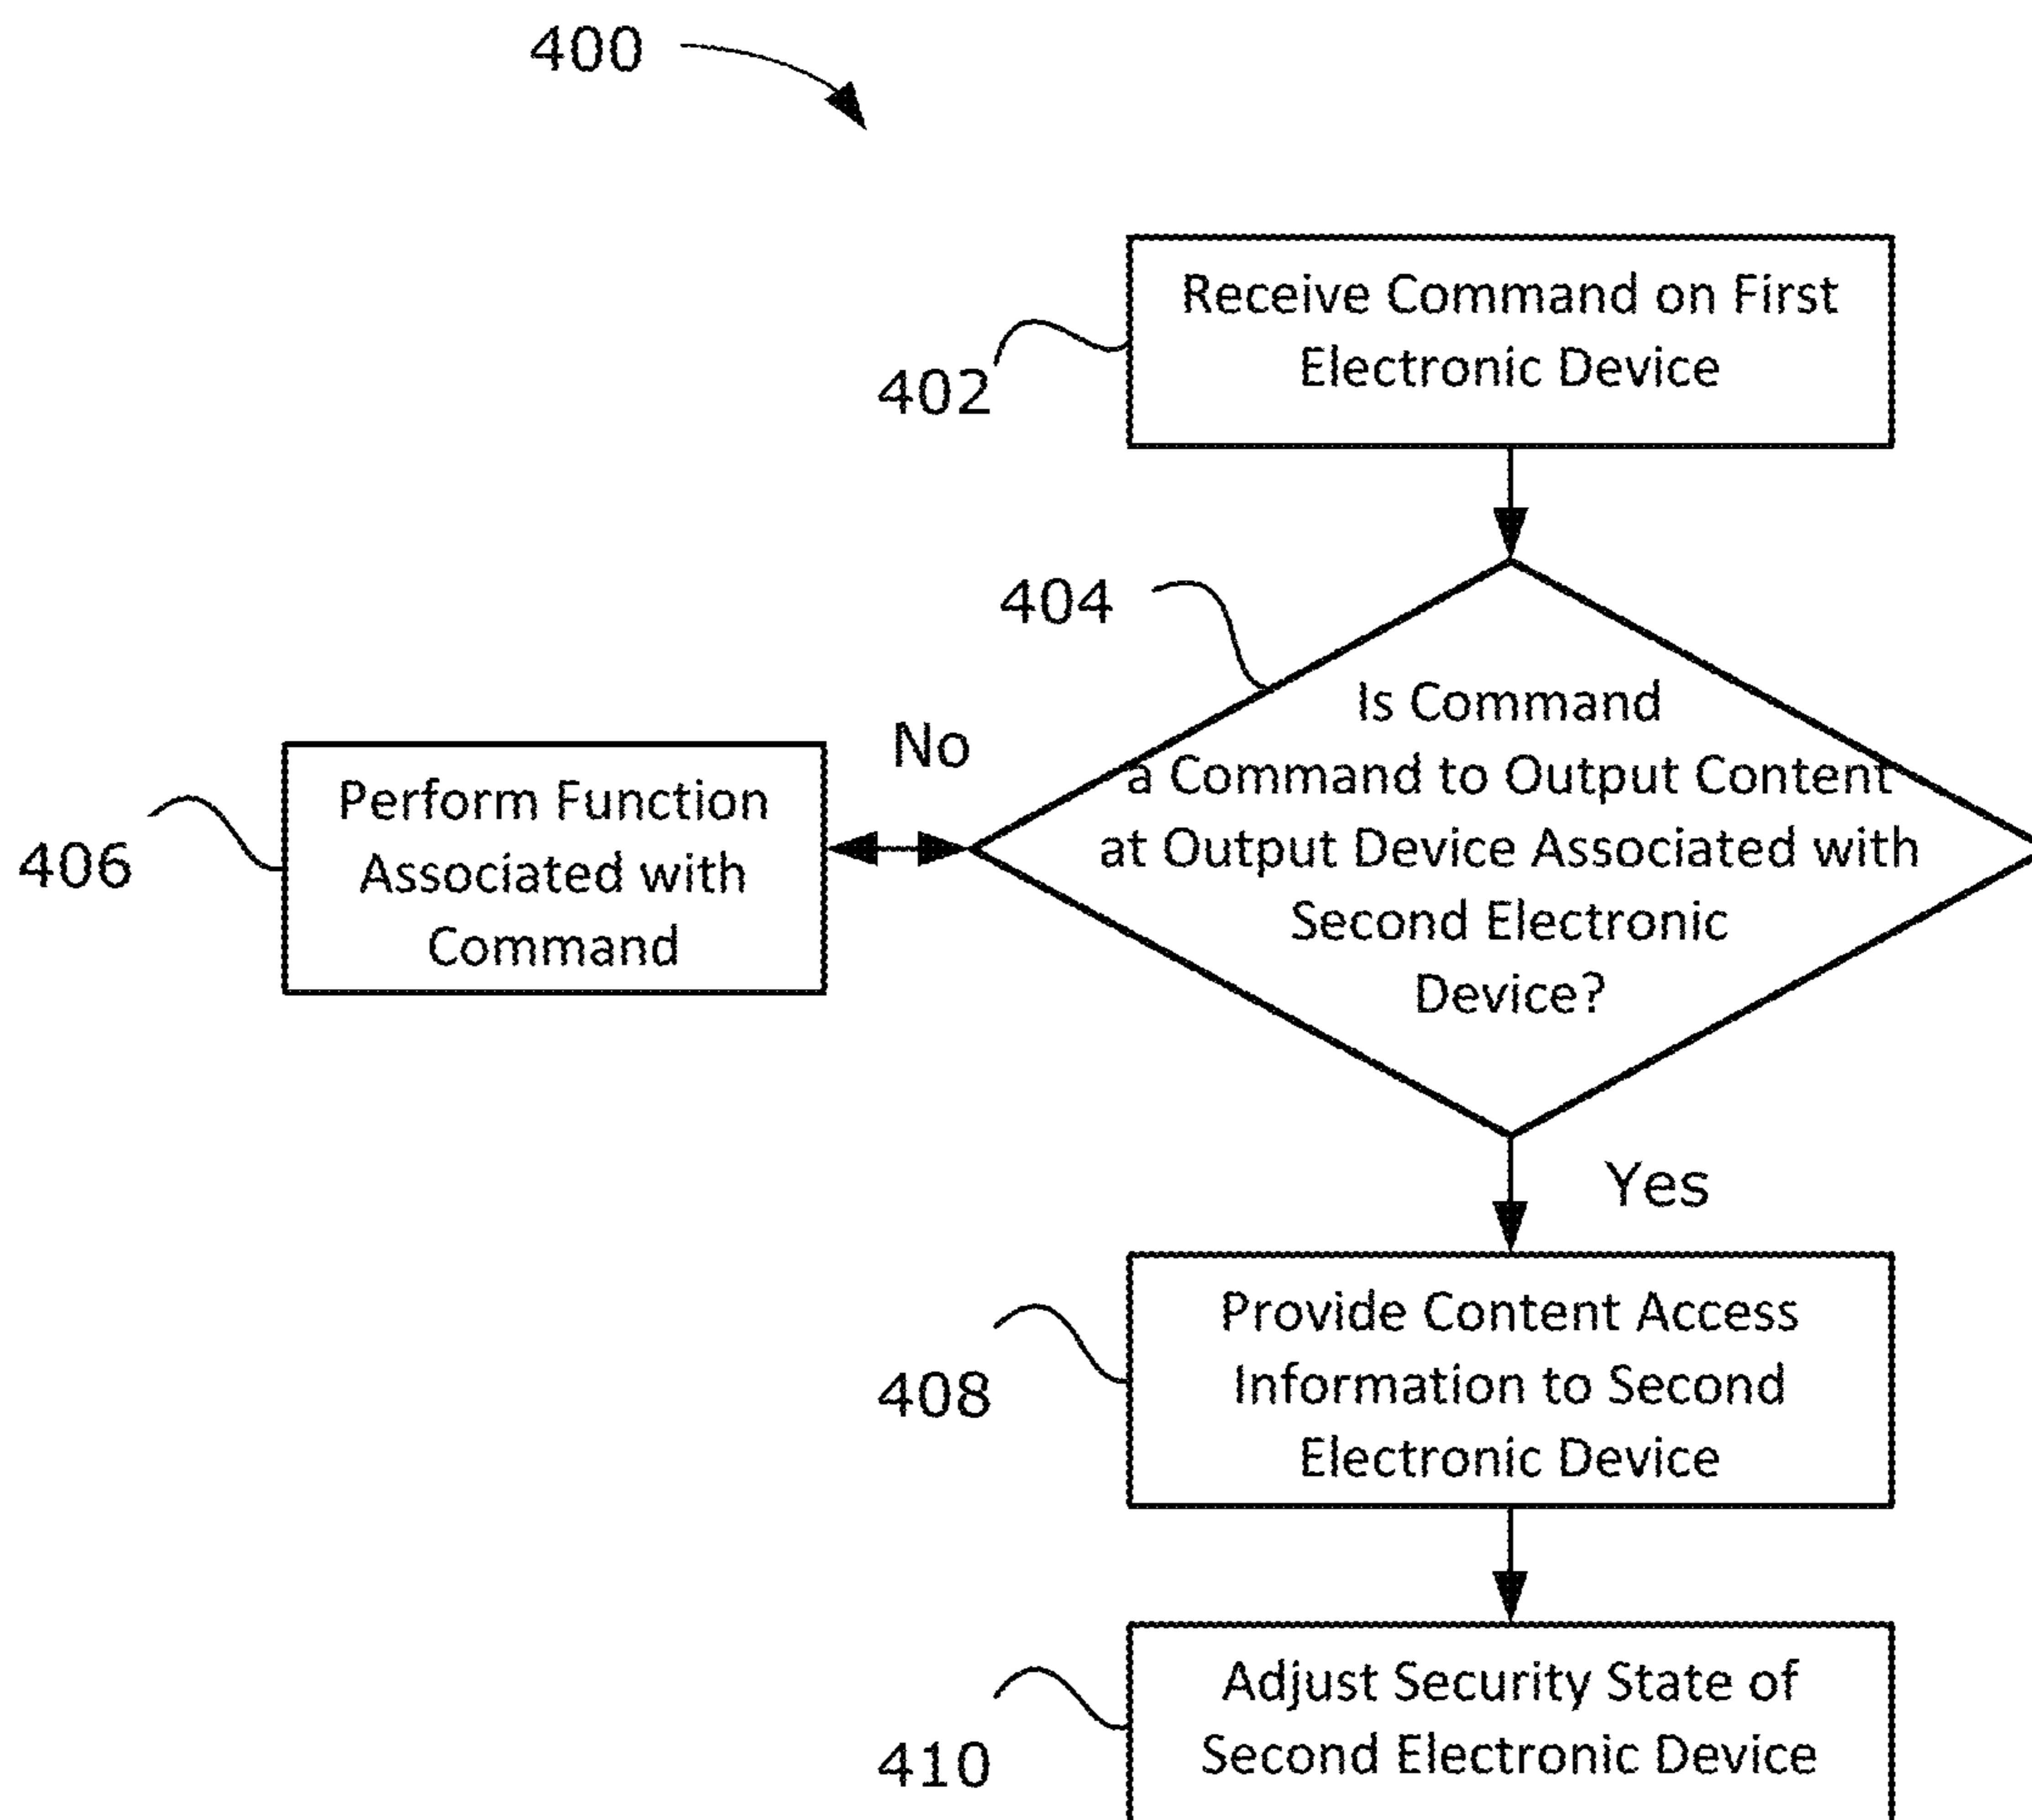 400
Receive Command on First
Electronic Device
402
404
Is Command
a Command to Output Content
at Output Device Associated with
Second Electronic
Device?
No
Perform Function
Associated with
Command
406
Yes
Provide Content Access
Information to Second
Electronic Device
408
Adjust Security State of
Second Electronic Device
410